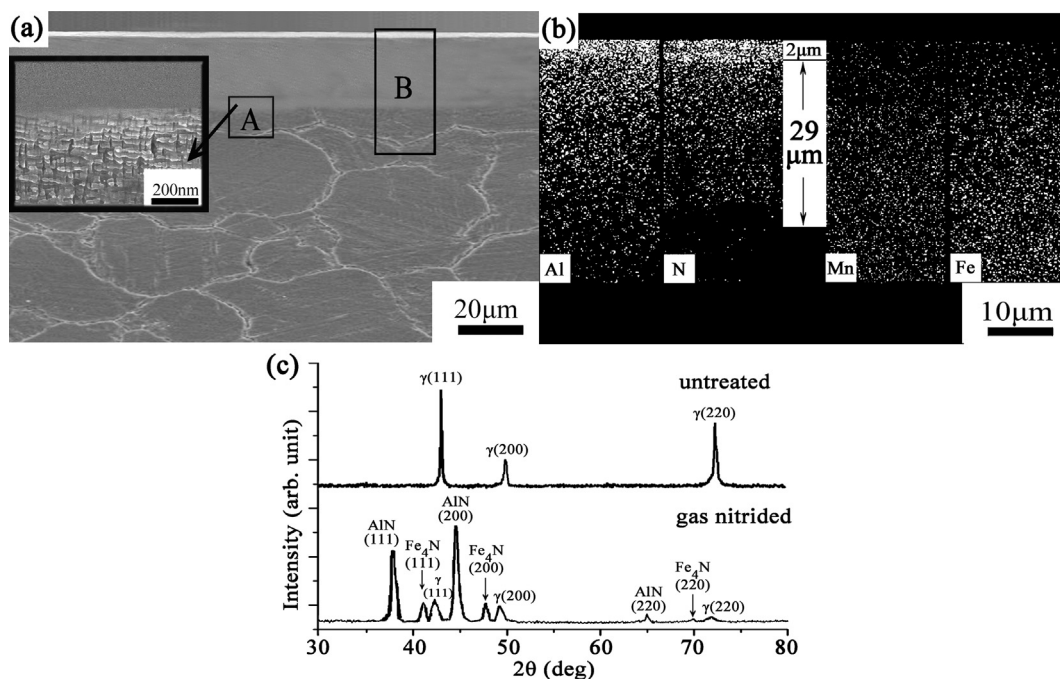 (a)
A
B
200nm
20μm
(b)
2μm
29
μm
Al
N
Mn
Fe
10μm
(c)
Intensity (arb. unit)
γ(111)
γ(200)
γ(220)
untreated
AlN
(111)
Fe4N
(111)
γ
(111)
AlN
(200)
Fe4N
(200)
γ(200)
gas nitrided
AlN
(220)
Fe4N
(220)
γ(220)
30
40
50
60
70
80
2θ (deg)